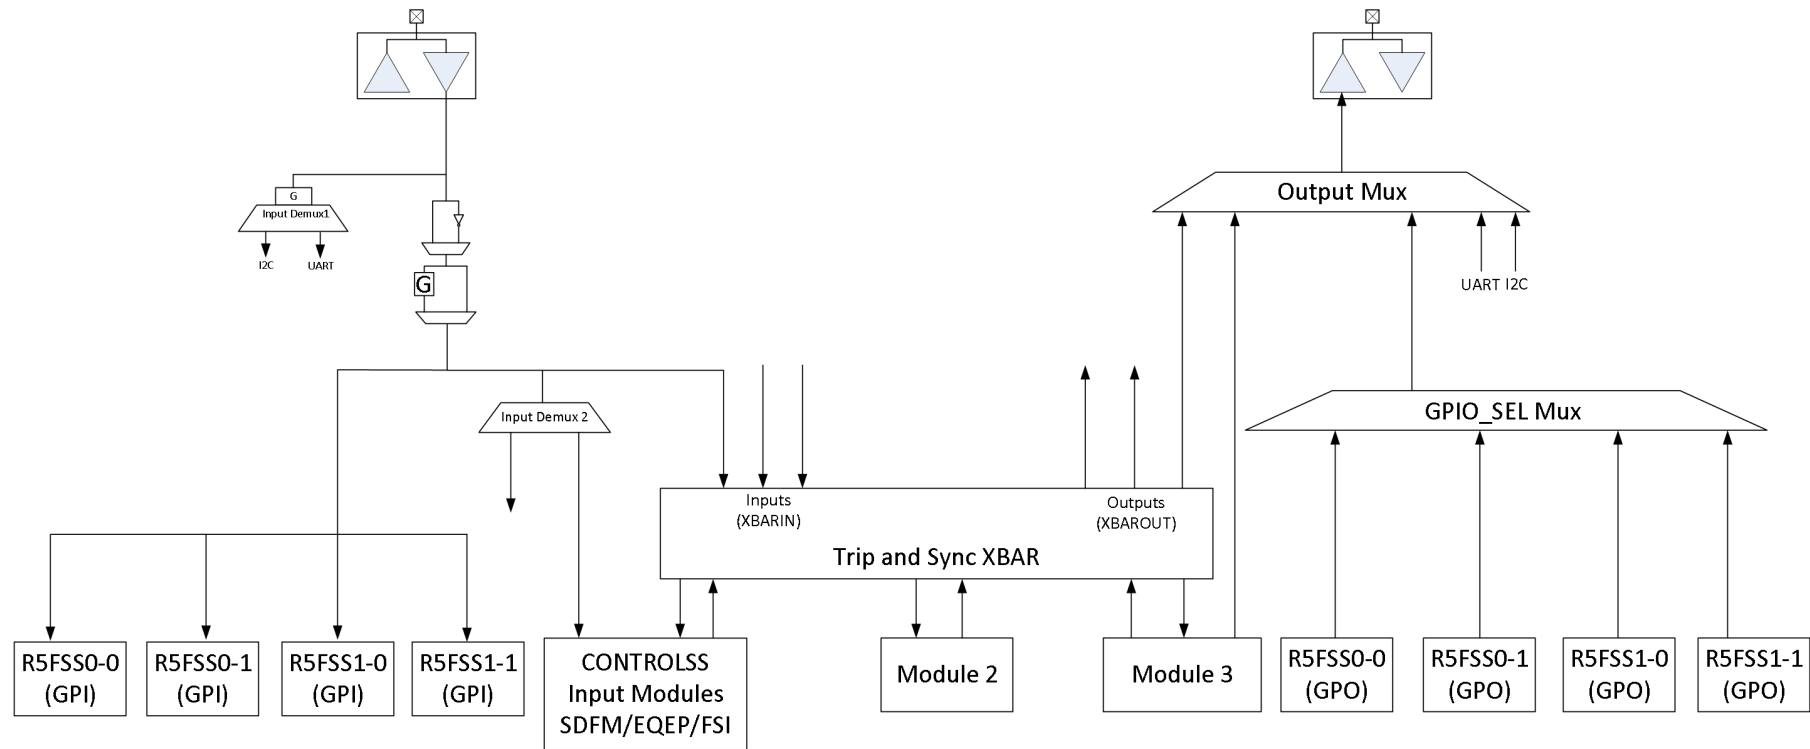 G
Input Demux1
I2C
UART
G
Input Demux 2
Output Mux
UART I2C
GPIO_SEL Mux
Inputs
(XBARIN)
Outputs
(XBAROUT)
Trip and Sync XBAR
R5FSS0-0
(GPI)
R5FSS0-1
(GPI)
R5FSS1-0
(GPI)
R5FSS1-1
(GPI)
CONTROLSS
Input Modules
SDFM/EQEP/FSI
Module 2
Module 3
R5FSS0-0
(GPO)
R5FSS0-1
(GPO)
R5FSS1-0
(GPO)
R5FSS1-1
(GPO)